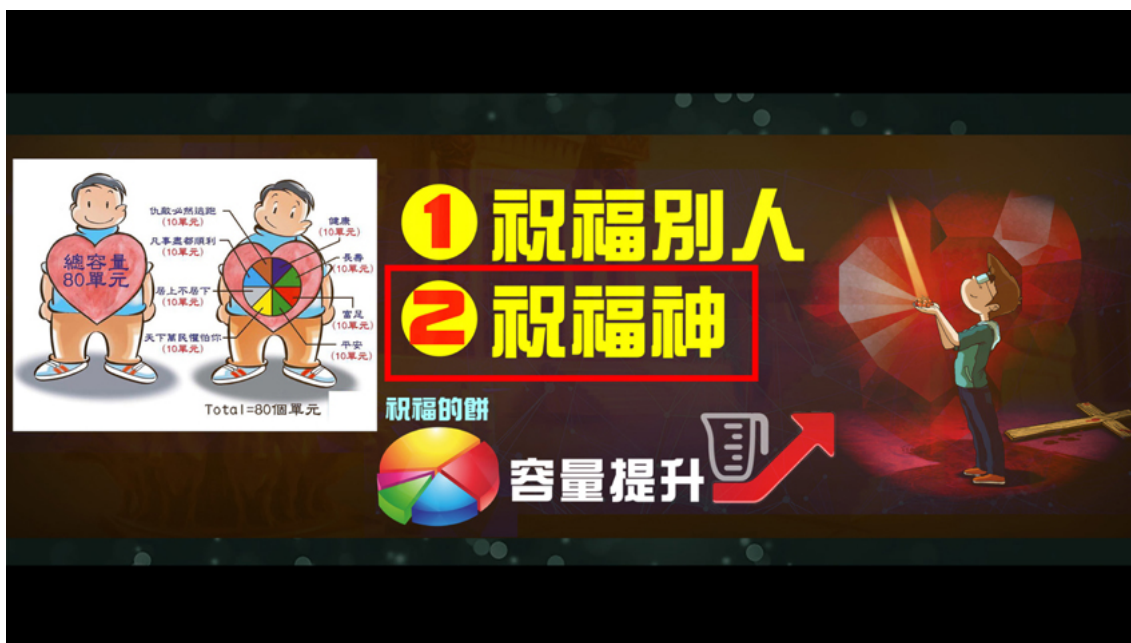 總容量
80單元
仇敵必然逃跑
(10單元)
凡事盡都順利
(10單元)
居上不居下
(10單元)
天下萬民懼怕你
(10單元)
健康
(10單元)
長壽
(10單元)
富足
(10單元)
平安
(10單元)
Total=80個單元
1 祝福別人
2 祝福神
祝福的餅
容量提升